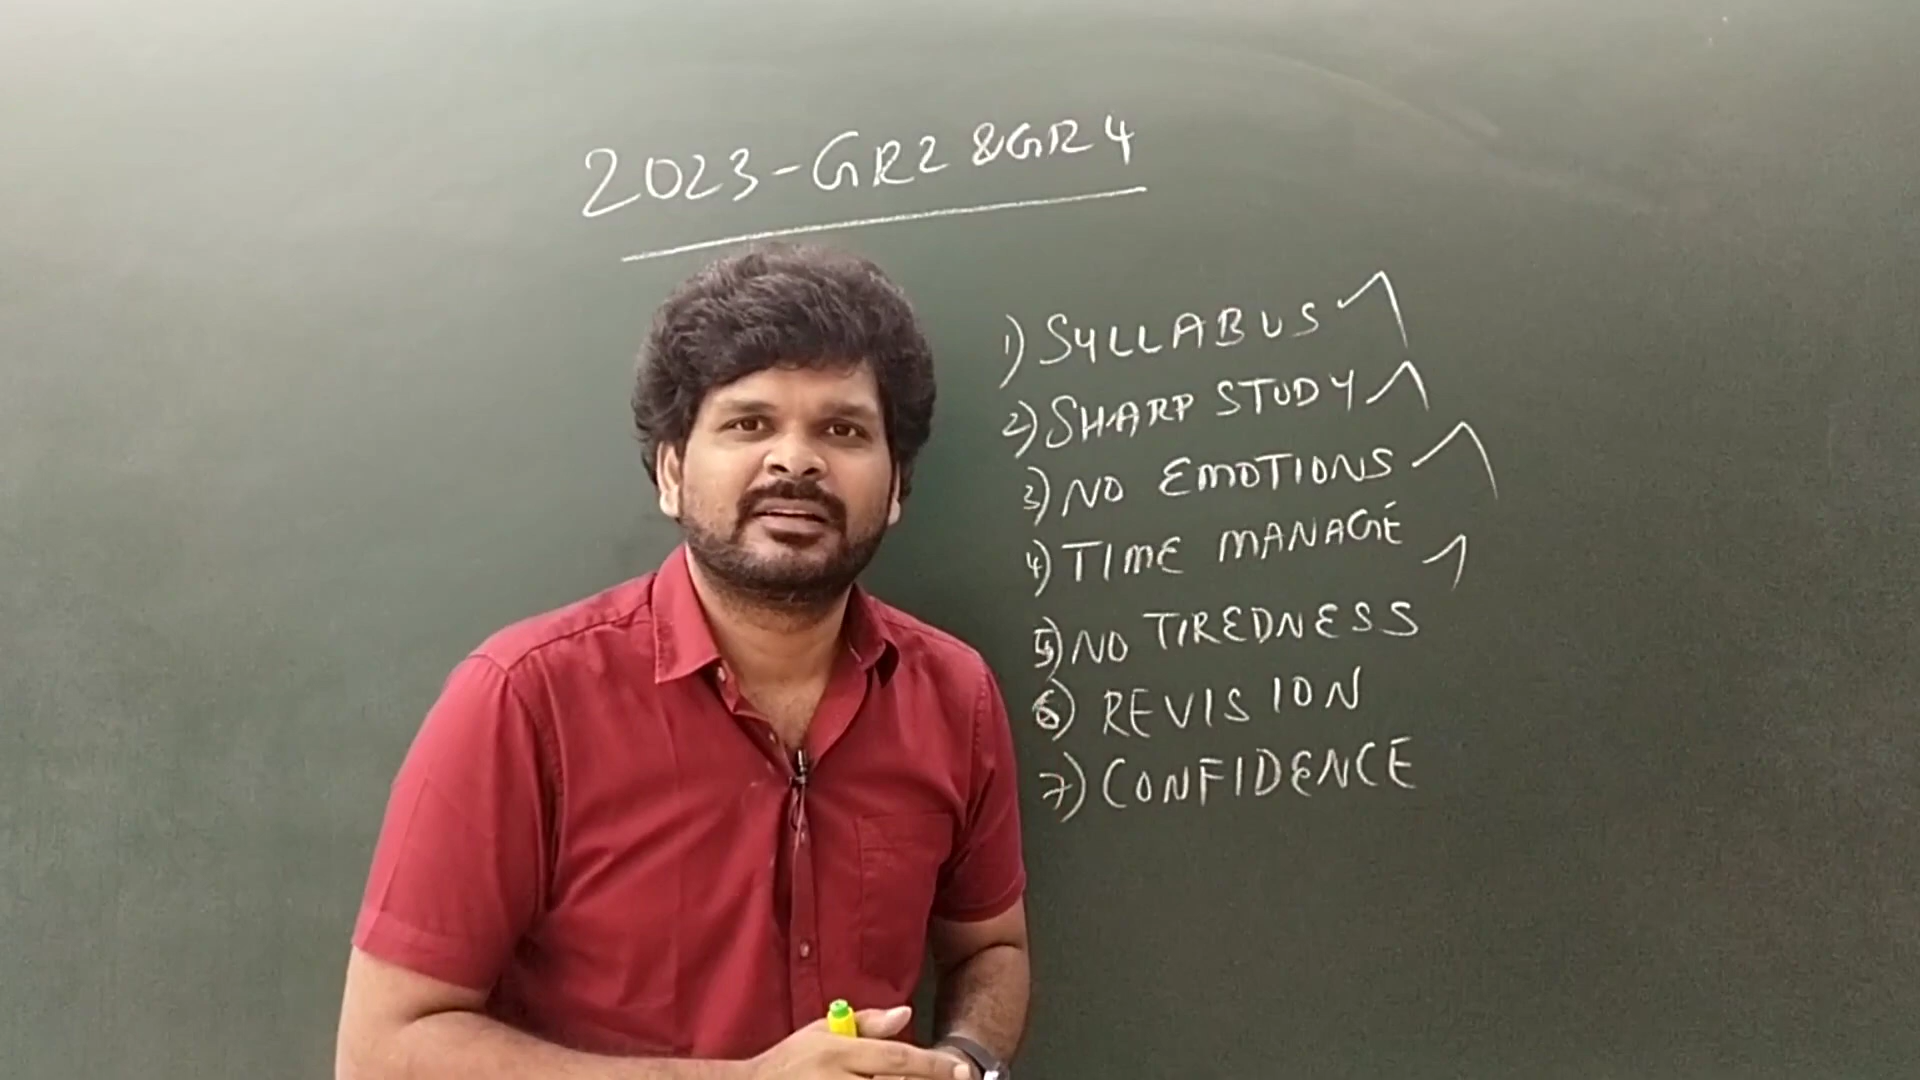 2023-GR2 &GR4
1) SYLLABUS
2) SHARP STUDY
3) NO EMOTIONS
4) TIME MANAGE
5) NO TIREDNESS
6) REVISION
7) CONFIDENCE